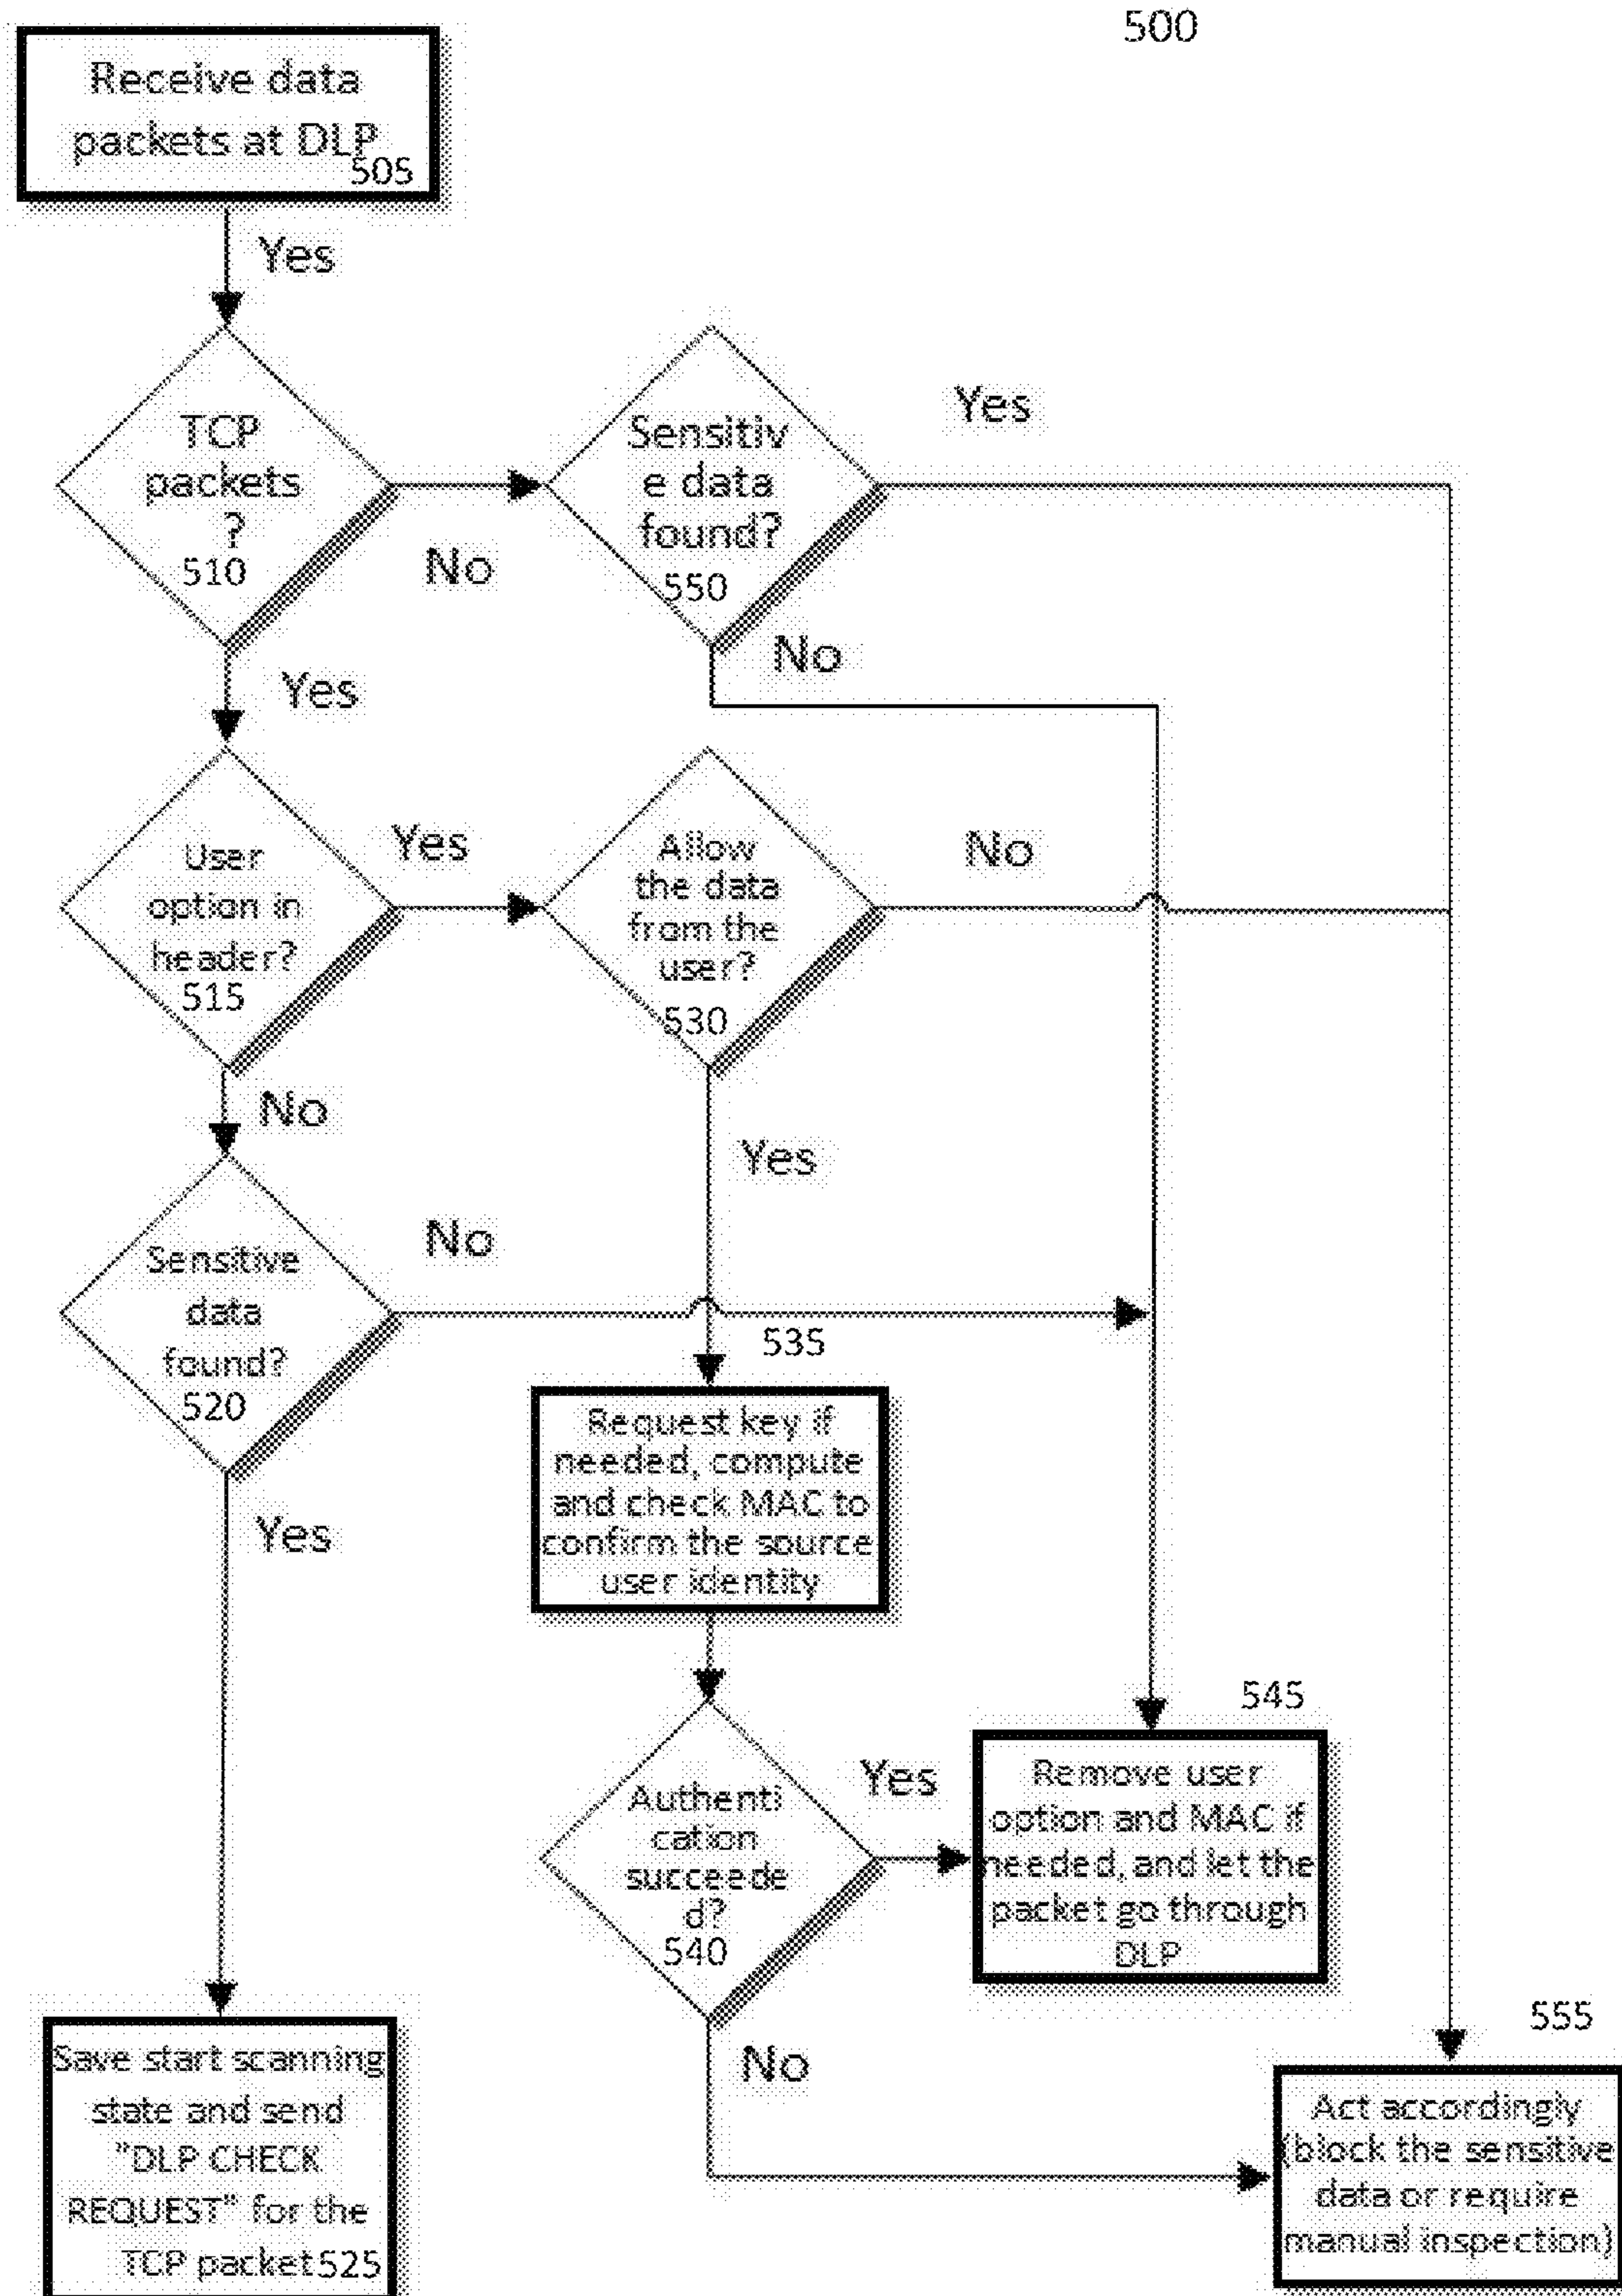 500
Receive data
packets at DLP
505
Yes
TCP
packets
?
510
No
Sensitiv
e data
found?
550
Yes
No
Yes
User
option in
header?
515
Yes
Allow
the data
from the
user?
530
No
No
Yes
Sensitive
data
found?
520
No
535
Request key if
needed, compute
and check MAC to
confirm the source
user identity
Yes
Authenti
cation
succeede
d?
540
Yes
545
Remove user
option and MAC if
needed, and let the
packet go through
DLP
No
Save start scanning
state and send
"DLP CHECK
REQUEST" for the
TCP packet 525
555
Act accordingly
(block the sensitive
data or require
manual inspection)